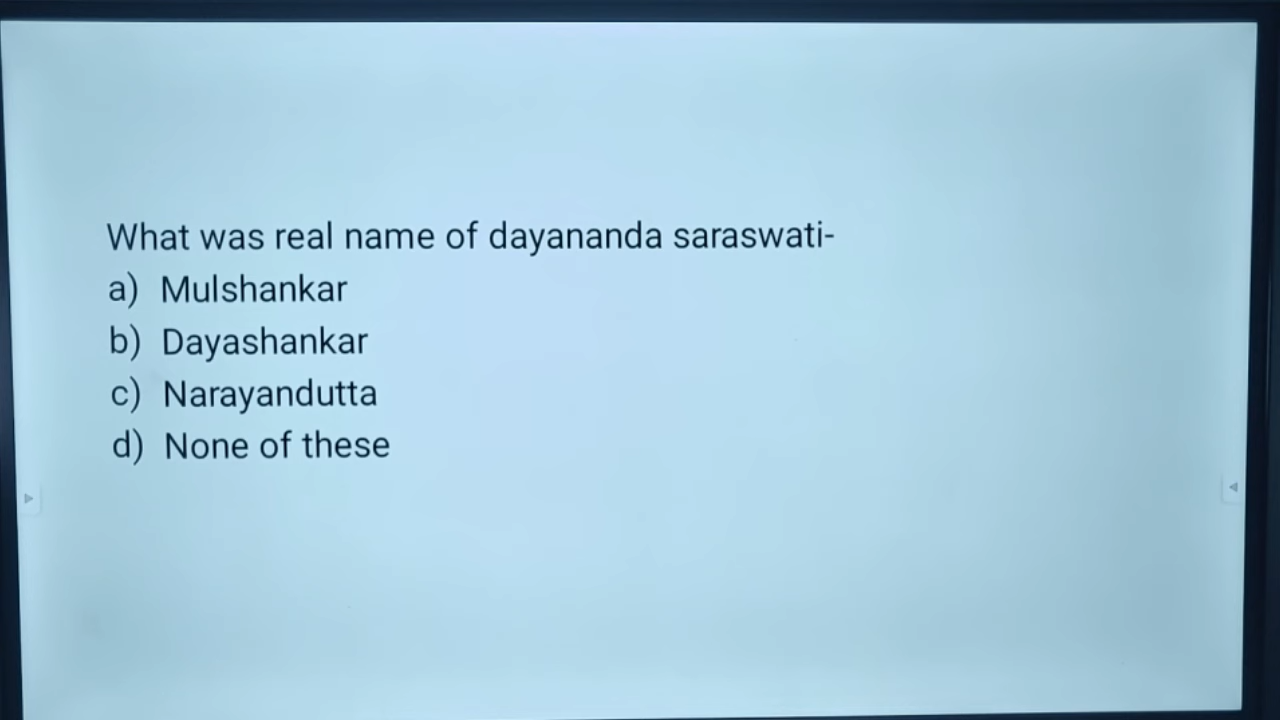 What was real name of dayananda saraswati-
a) Mulshankar
b) Dayashankar
c) Narayandutta
d) None of these